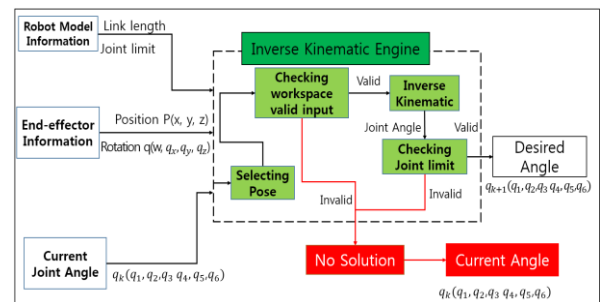 Robot Model
Information
Link length
Joint limit
Inverse Kinematic Engine
Checking
workspace
valid input
Valid
Inverse
Kinematic
End-effector
Information
Position P(x, y, z)
Rotation q(w, qx,qy, qz)
Joint Angle
Valid
Selecting
Pose
Checking
Joint limit
Desired
Angle
qk+1(q1, q2,q3 q4,q5,q6)
Invalid
Invalid
Current
Joint Angle
qk(q1, q2,q3 q4, q5,q6)
No Solution
Current Angle
qk(q1, q2,q3 q4, q5,q6)